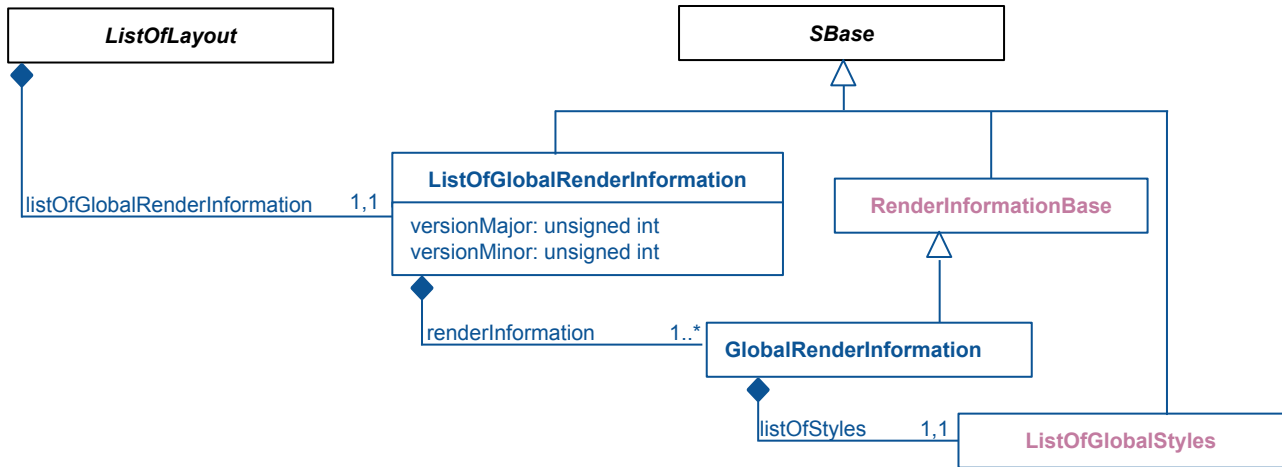 ListOfLayout
SBase
ListOfGlobalRenderInformation
listOfGlobalRenderInformation
1,1
RenderInformationBase
versionMajor: unsigned int
versionMinor: unsigned int
renderInformation
1..*
GlobalRenderInformation
listOfStyles
1,1
ListOfGlobalStyles